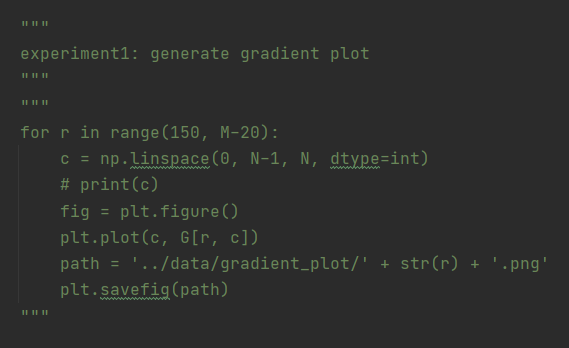 """
experiment1: generate gradient plot
"""
"""
for r in range(150, M-20):
    c = np.linspace(0, N-1, N, dtype=int)
    # print(c)
    fig = plt.figure()
    plt.plot(c, G[r, c])
    path = '../data/gradient_plot/' + str(r) + '.png'
    plt.savefig(path)
"""